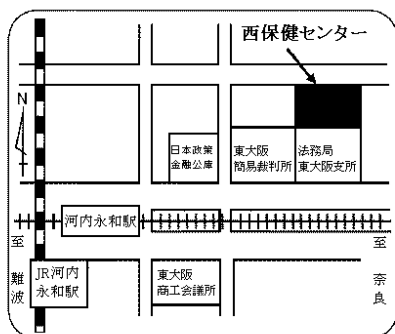 西保健センター
N
日本政策
金融公庫
東大阪
簡易裁判所
法務局
東大阪支所
河内永和駅
至
難波
至
奈良
JR河内
永和駅
東大阪
商工会議所